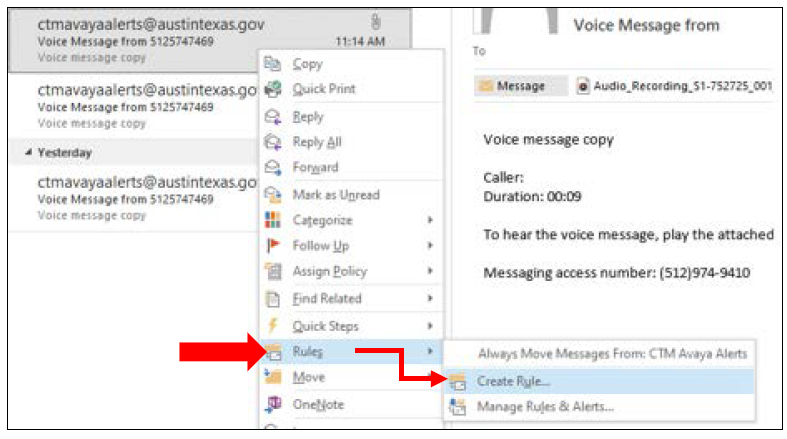 ctmavayaalerts@austintexas.gov
Voice Message from 5125747469 11:14 AM
Voice message copy
ctmavayaalerts@austintexas.go
Voice Message from 5125747469
Voice message copy
Yesterday
ctmavayaalerts@austintexas.go
Voice Message from 5125747469
Voice message copy
Copy
Quick Print
Reply
Reply All
Forward
Mark as Unread
Categorize
Follow Up
Assign Policy
Find Related
Quick Steps
Rules
Move
OneNote
Always Move Messages From: CTM Avaya Alerts
Create Rule...
Manage Rules & Alerts...
Voice Message from
To
Message Audio_Recording_S1-752725_001
Voice message copy
Caller:
Duration: 00:09
To hear the voice message, play the attached
Messaging access number: (512)974-9410